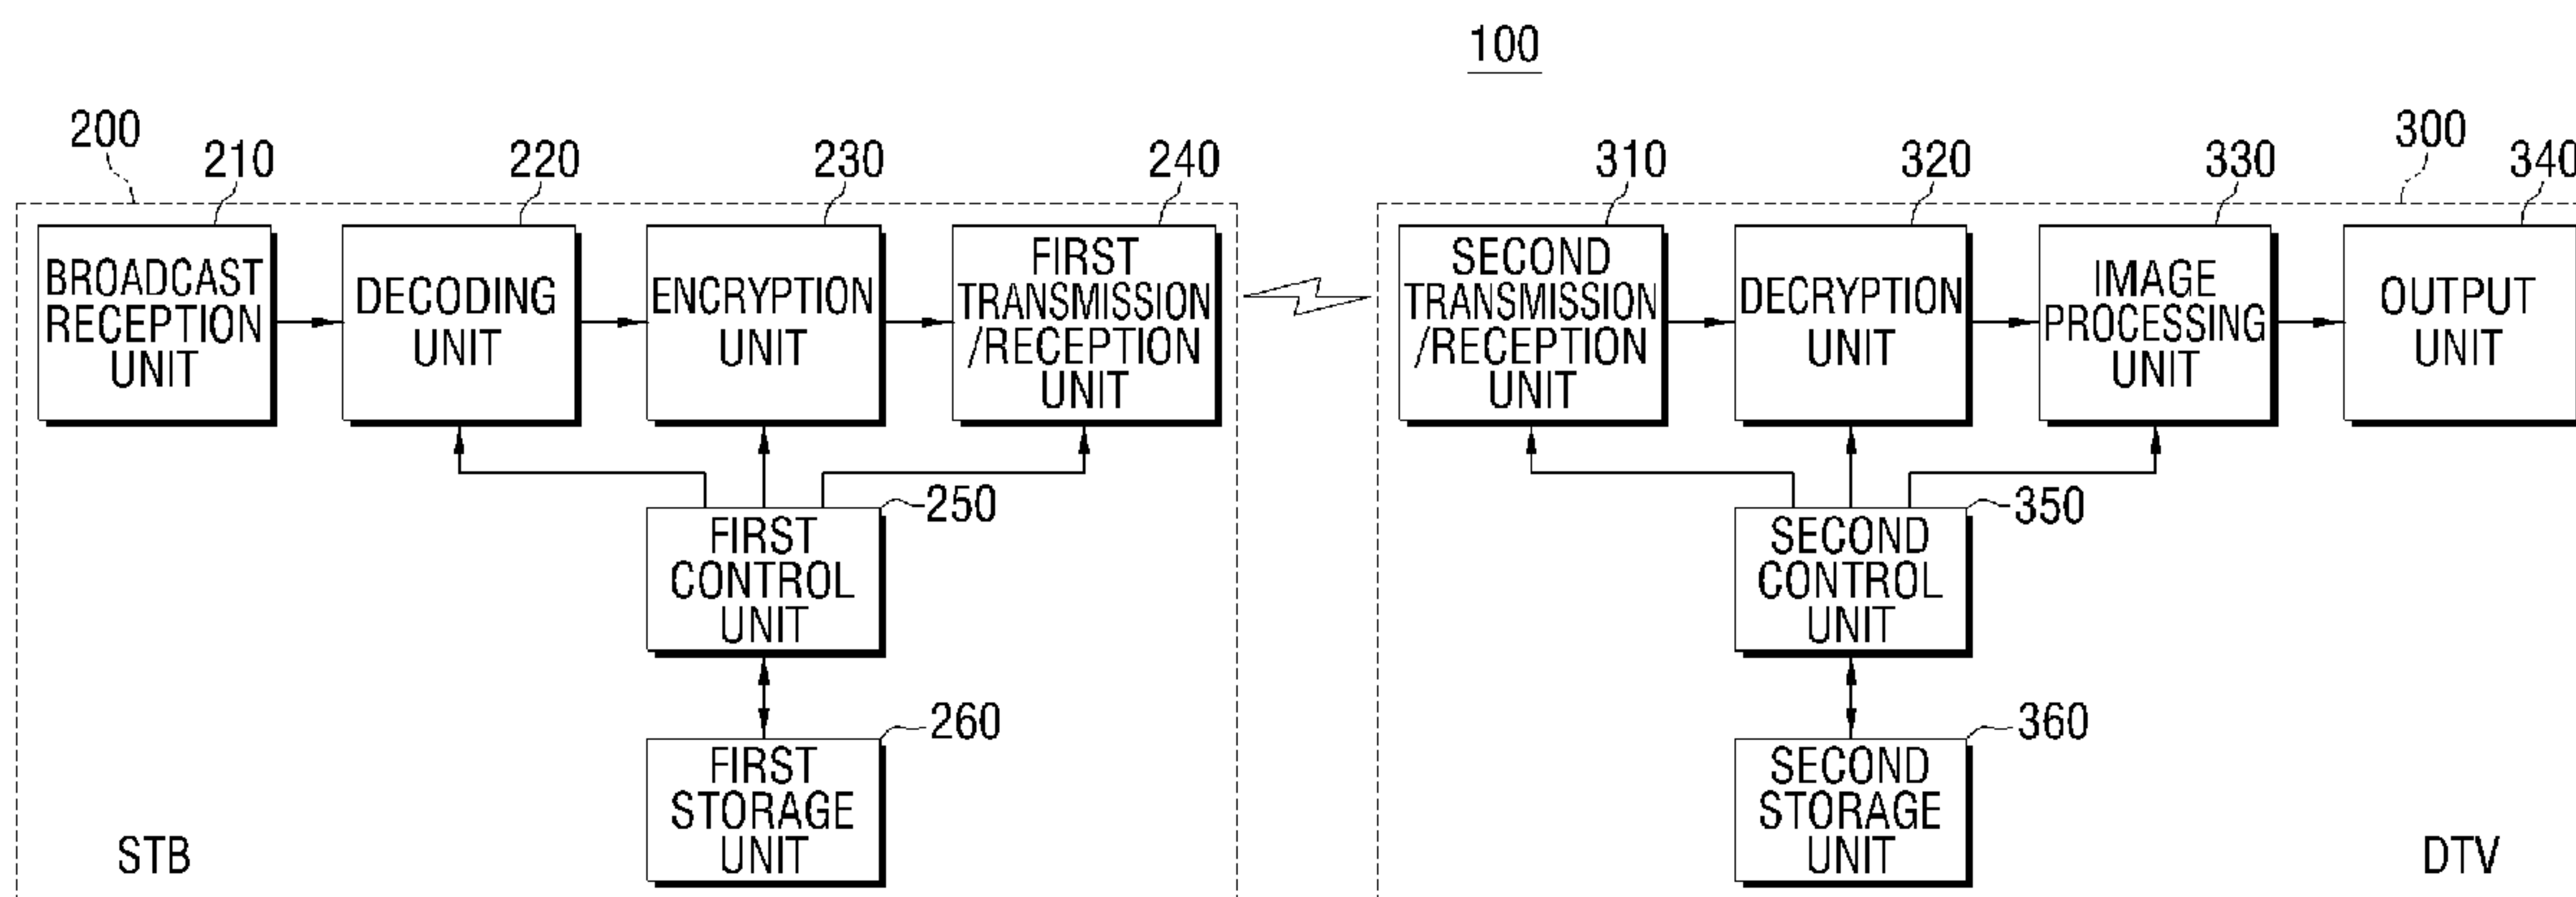 100
200
210
220
230
240
310
320
330
300
340
BROADCAST
RECEPTION
UNIT
DECODING
UNIT
ENCRYPTION
UNIT
FIRST
TRANSMISSION
/RECEPTION
UNIT
SECOND
TRANSMISSION
/RECEPTION
UNIT
DECRYPTION
UNIT
IMAGE
PROCESSING
UNIT
OUTPUT
UNIT
250
FIRST
CONTROL
UNIT
350
SECOND
CONTROL
UNIT
260
FIRST
STORAGE
UNIT
360
SECOND
STORAGE
UNIT
STB
DTV